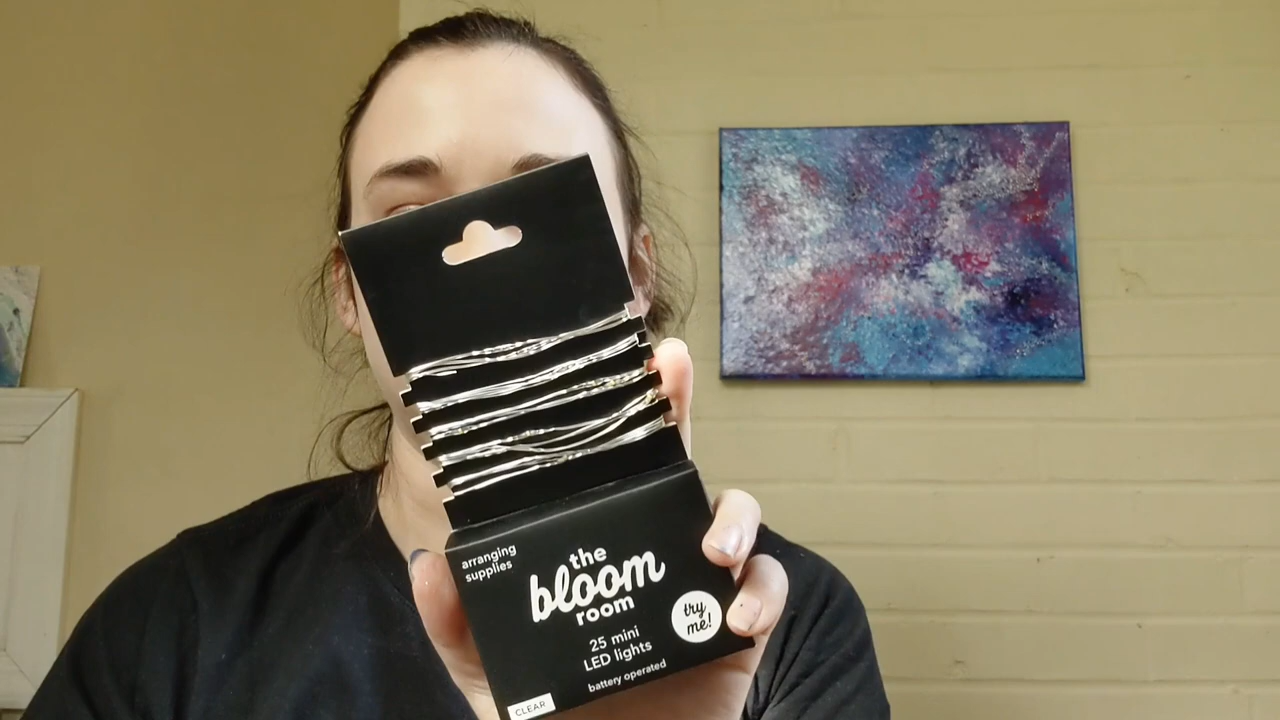 arranging
supplies
the
bloom
room
try
me!
25 mini
LED lights
battery operated
CLEAR